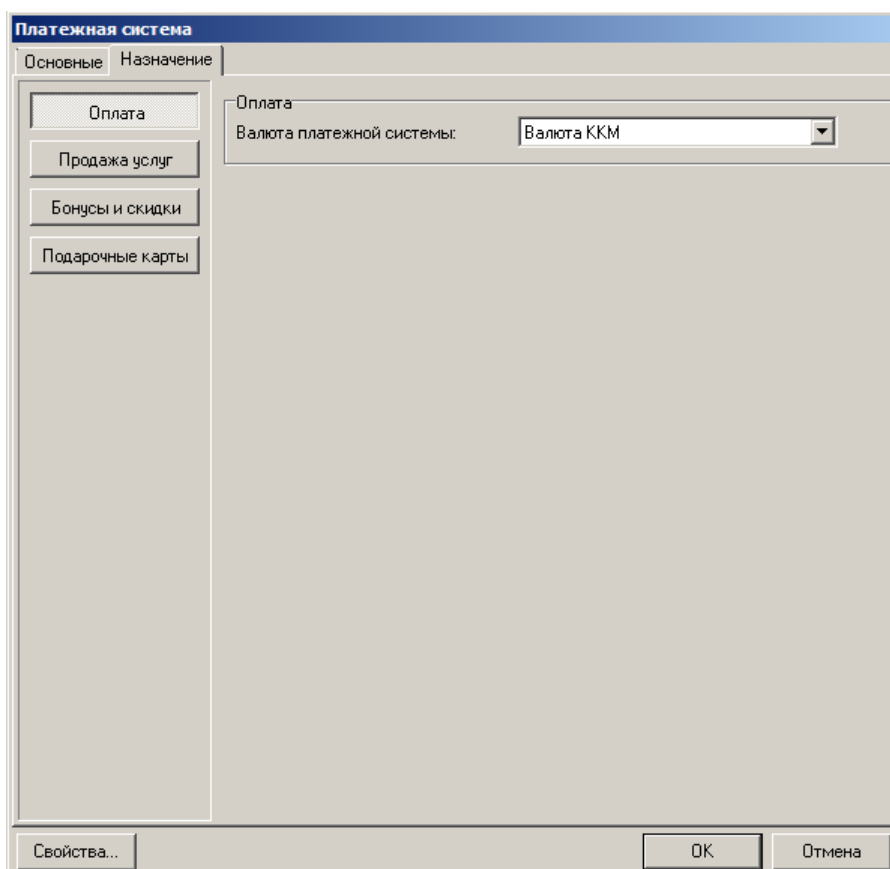 Платежная система
Основные Назначение
Оплата
Продажа услуг
Бонусы и скидки
Подарочные карты
Оплата
Валюта платежной системы: Валюта ККМ
Свойства... ОК Отмена